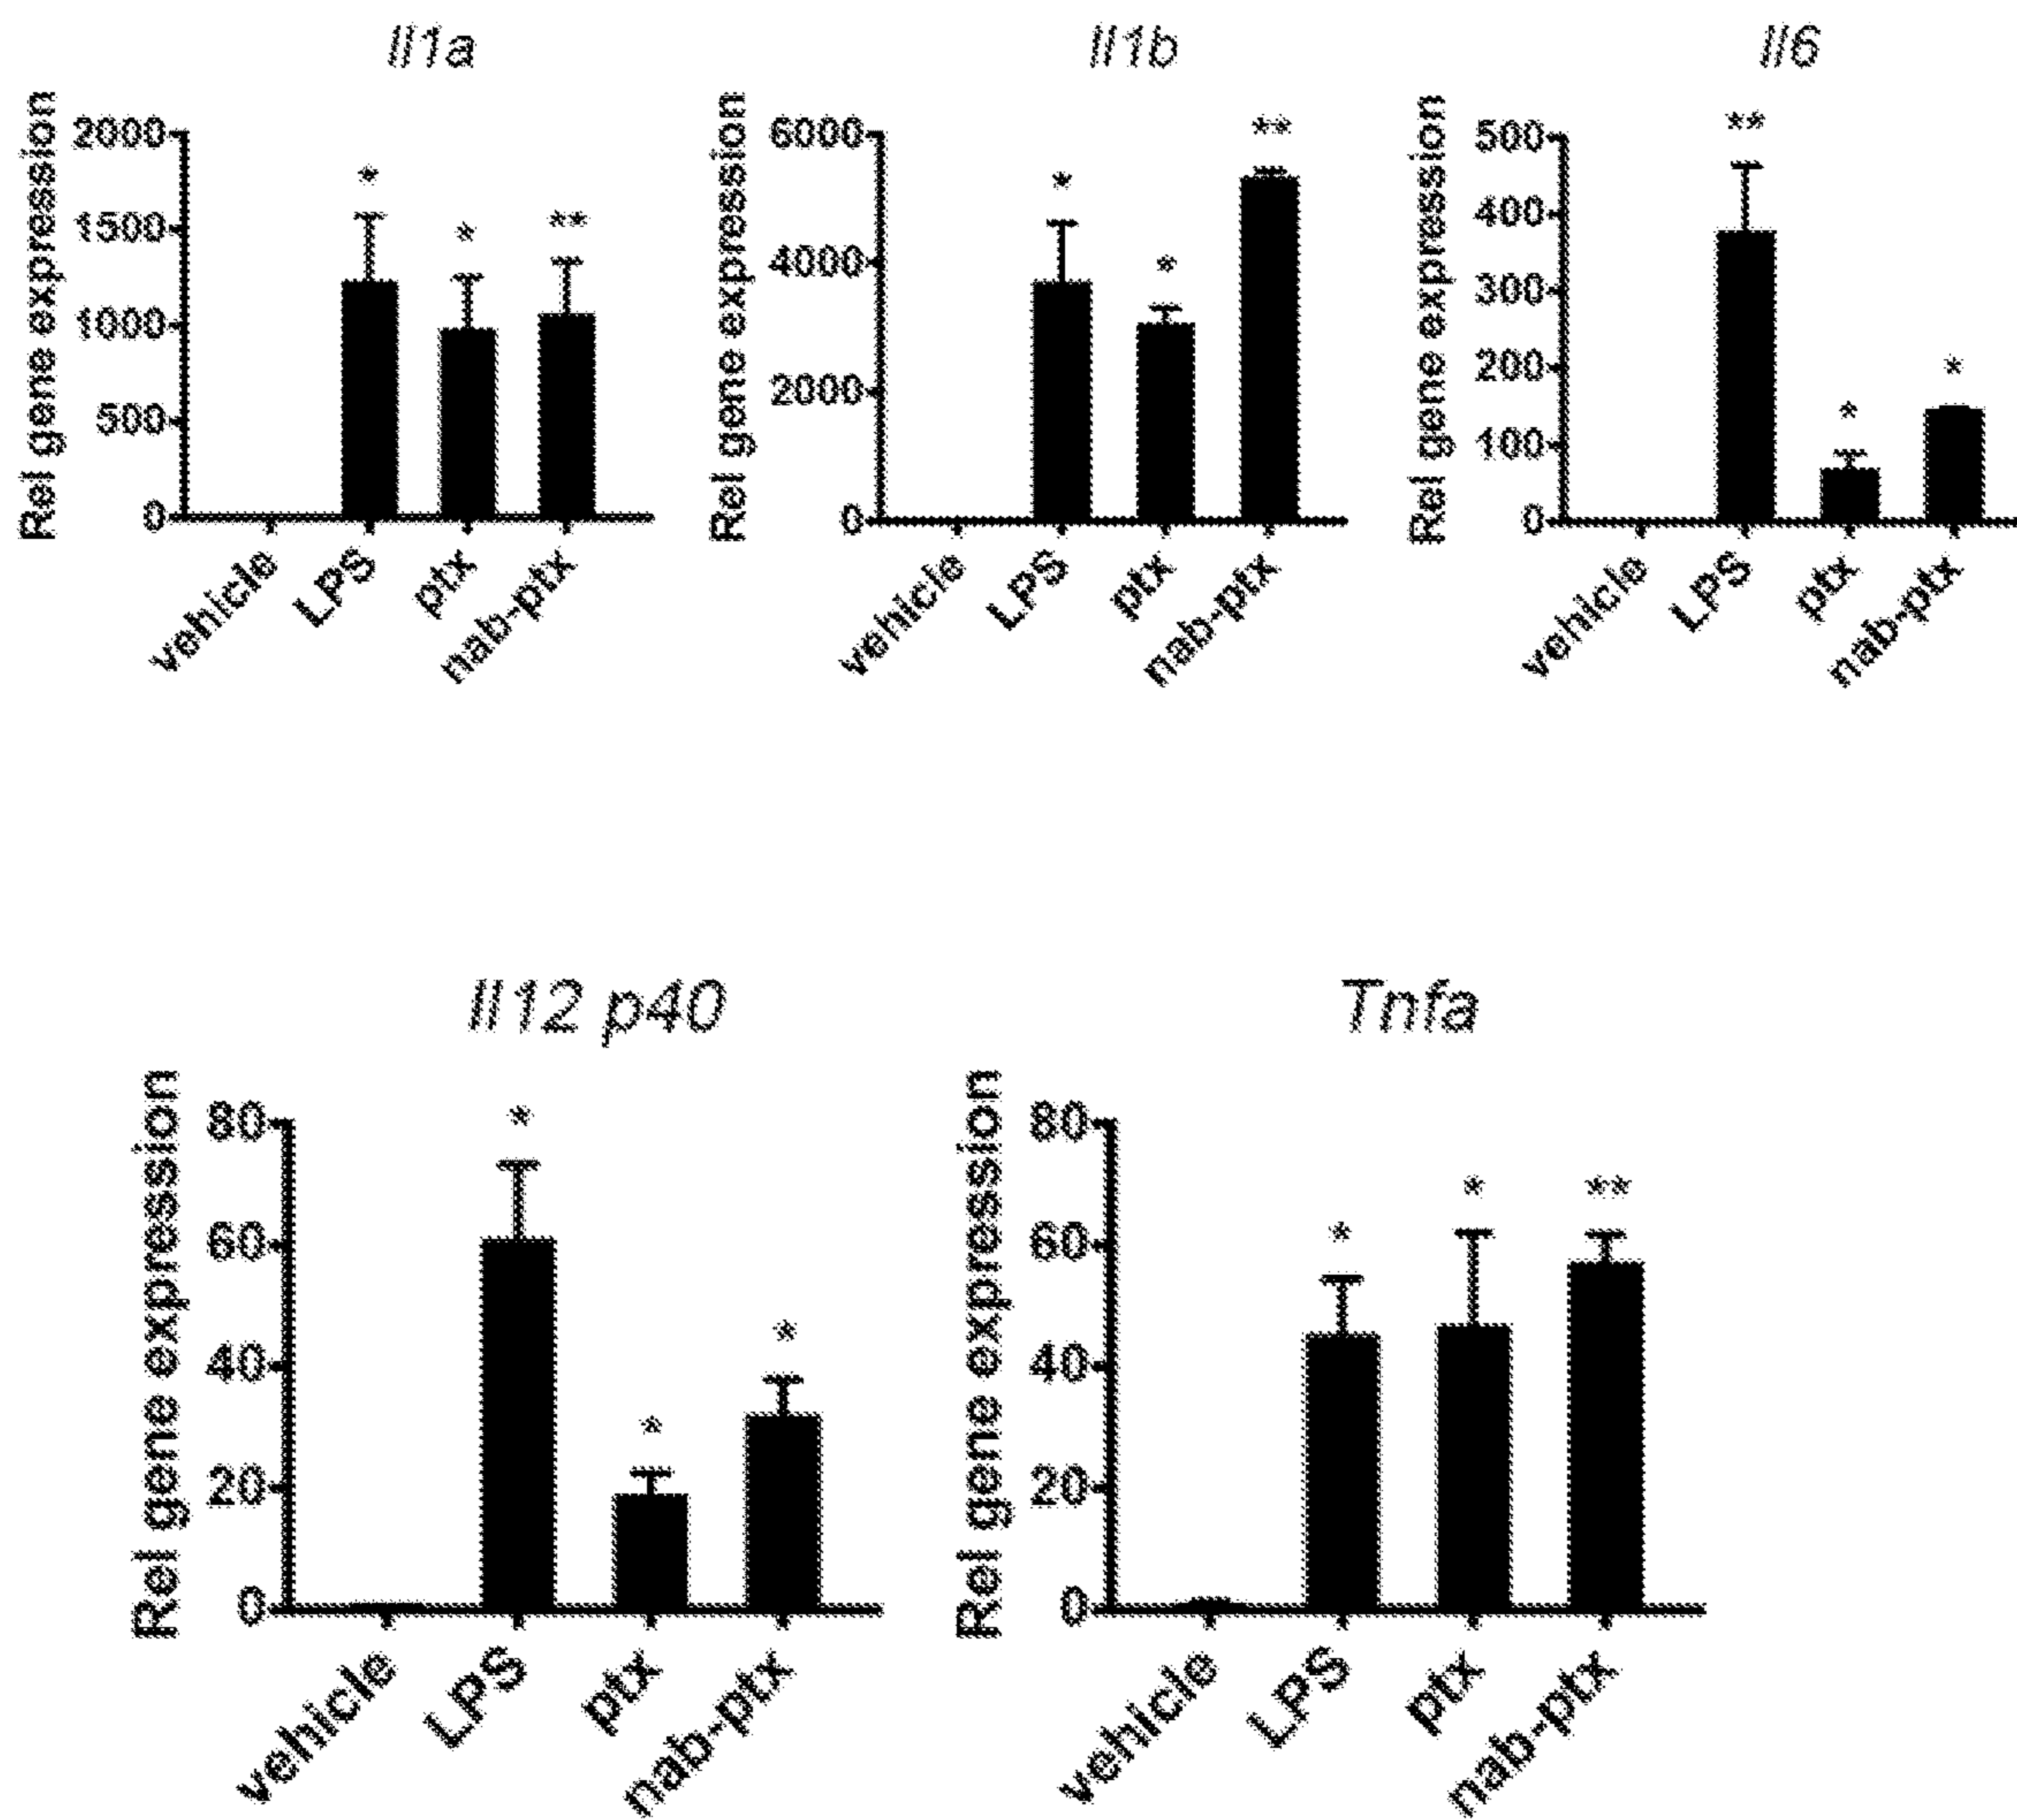 Il1a
Rel gene expression
2000
1500
1000
500
0
*
*
**
vehicle
LPS
ptx
nab-ptx
Il1b
Rel gene expression
6000
4000
2000
0
*
*
**
vehicle
LPS
ptx
nab-ptx
Il6
Rel gene expression
500
400
300
200
100
0
**
*
*
vehicle
LPS
ptx
nab-ptx
Il12 p40
Rel gene expression
80
60
40
20
0
*
*
*
vehicle
LPS
ptx
nab-ptx
Tnfa
Rel gene expression
80
60
40
20
0
*
*
**
vehicle
LPS
ptx
nab-ptx